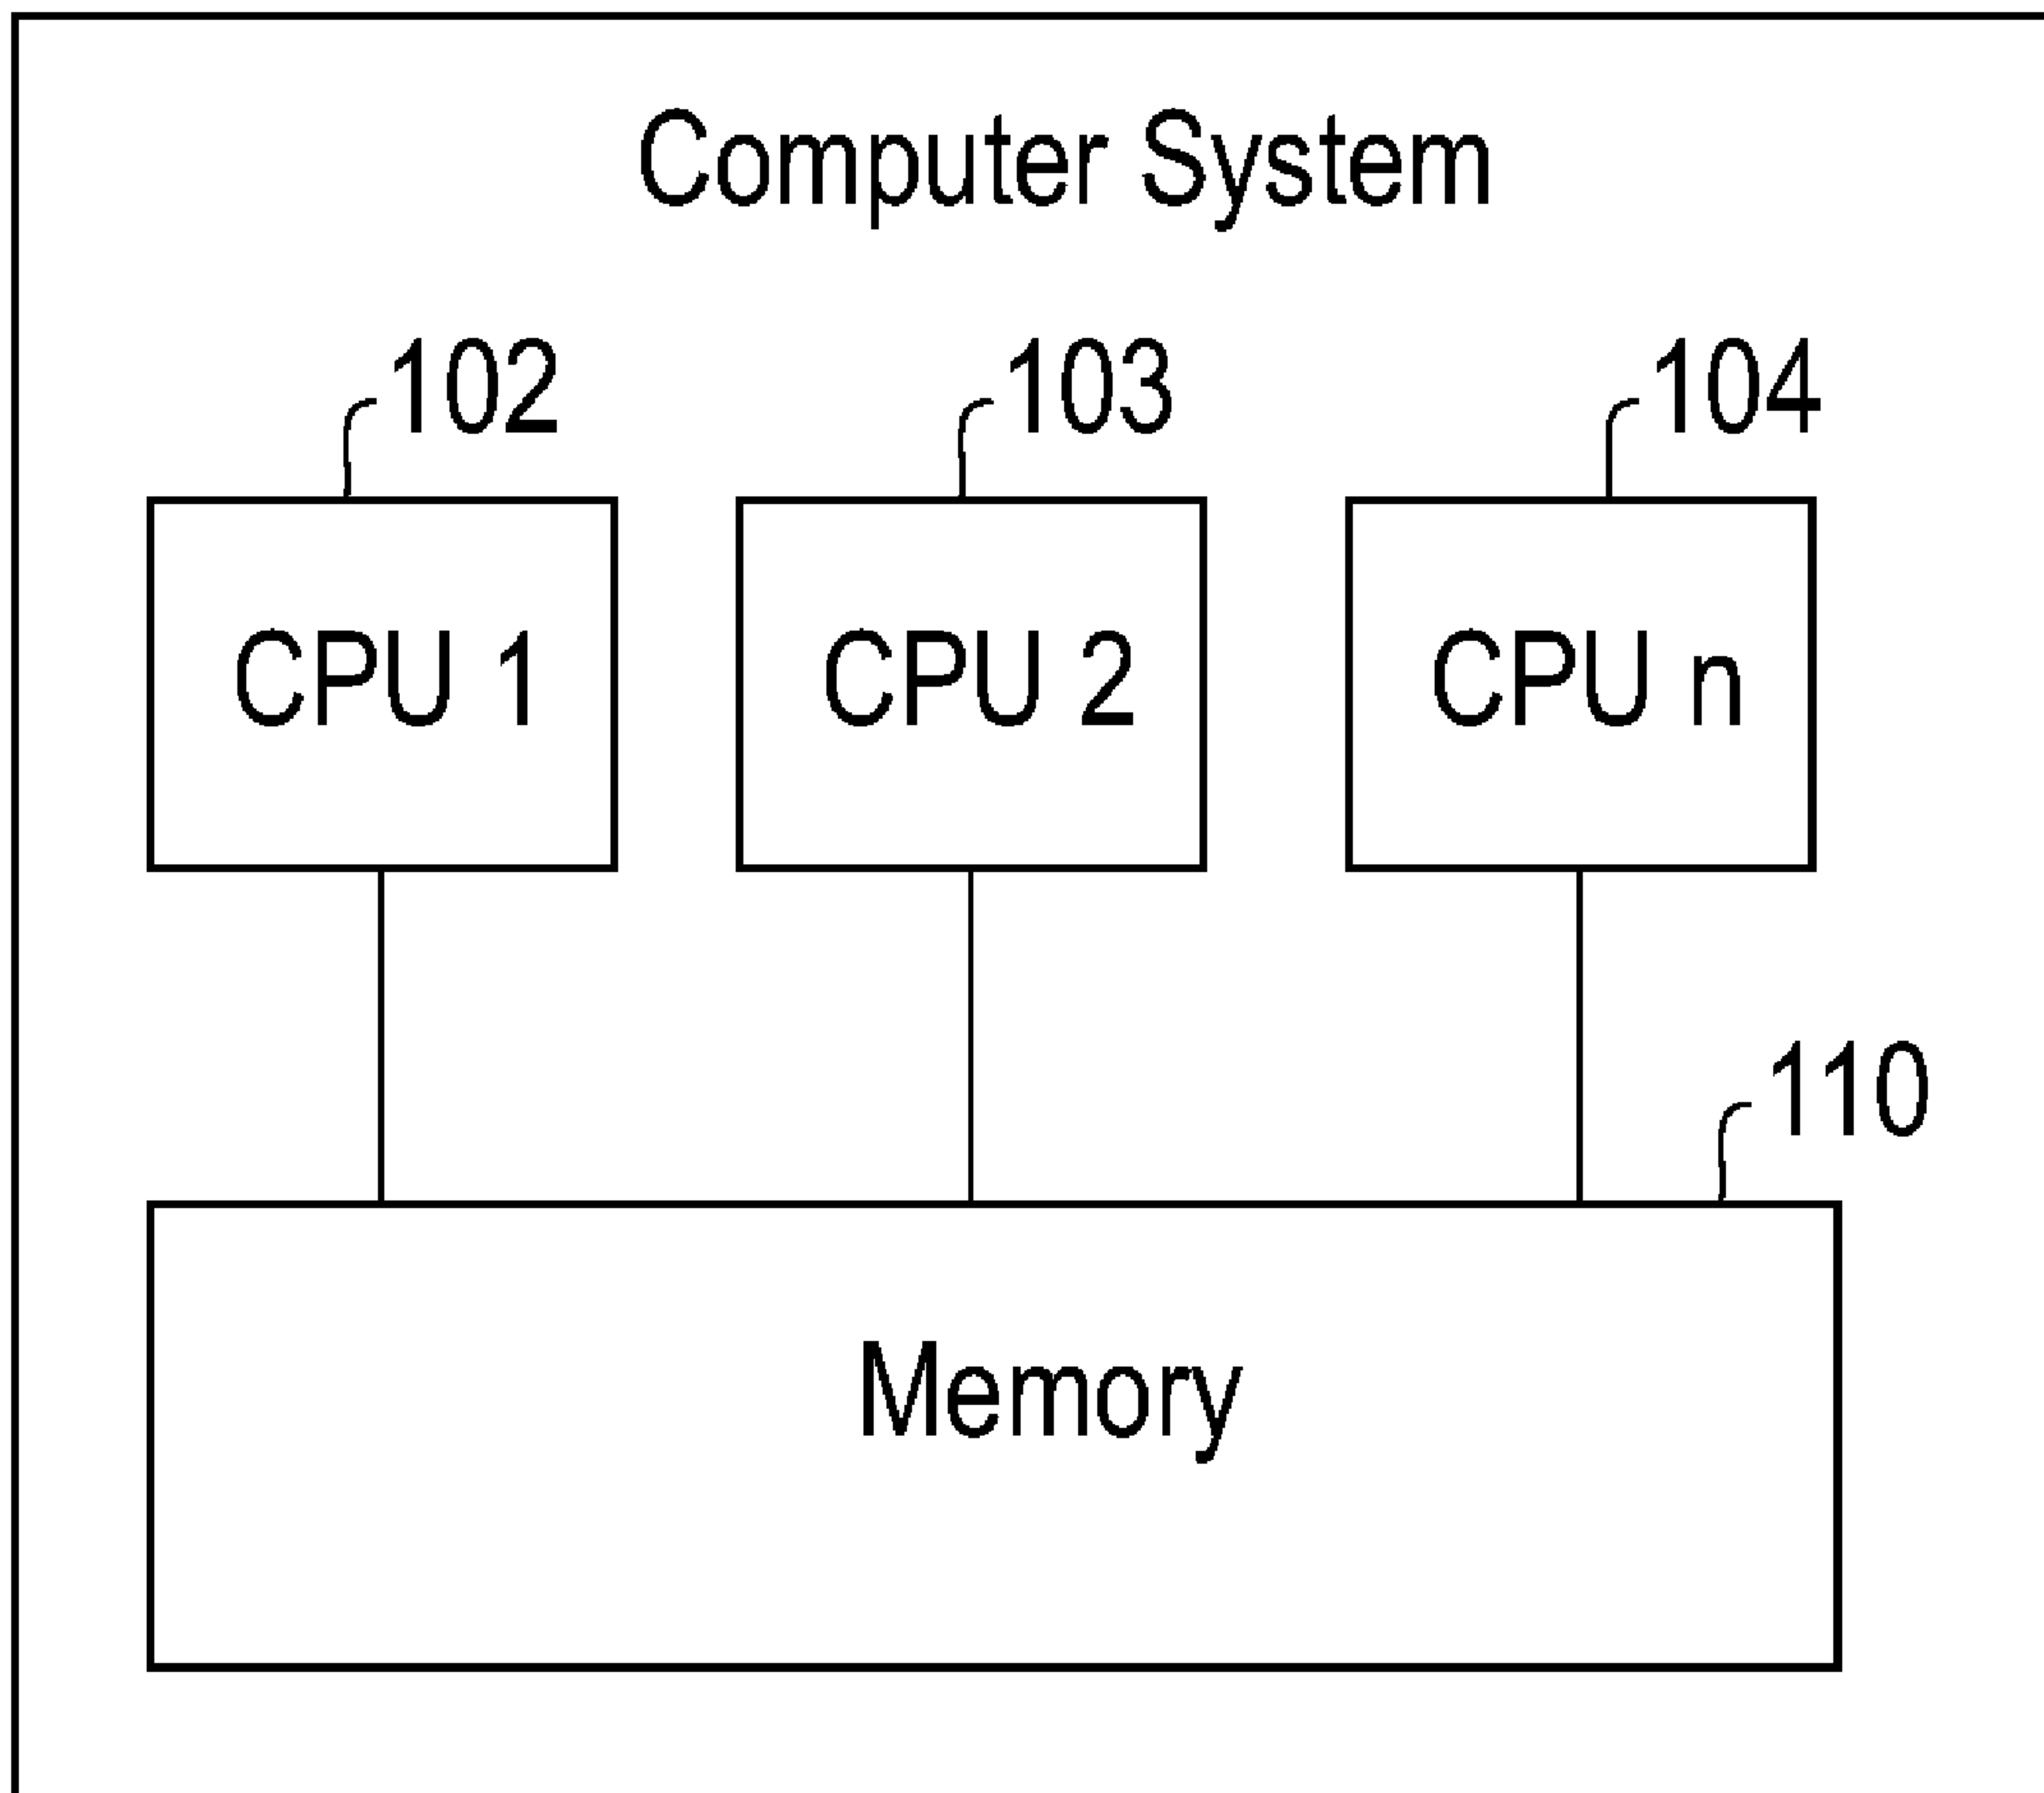 Computer System
102 103 104
CPU 1 CPU 2 CPU n
110
Memory